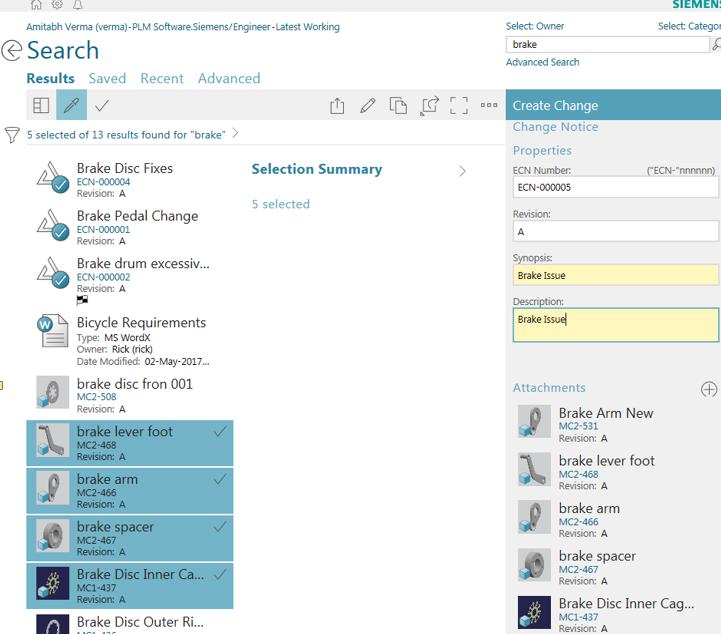 SIEMENS
Amitabh Verma (verma)-PLM Software.Siemens/Engineer-Latest Working
Search
Results Saved Recent Advanced
5 selected of 13 results found for "brake"
Brake Disc Fixes
ECN-000004
Revision: A
Brake Pedal Change
ECN-000001
Revision: A
Brake drum excessiv...
ECN-000002
Revision: A
Bicycle Requirements
Type: MS WordX
Owner: Rick (rick)
Date Modified: 02-May-2017...
brake disc fron 001
MC2-508
Revision: A
brake lever foot
MC2-468
Revision: A
brake arm
MC2-466
Revision: A
brake spacer
MC2-467
Revision: A
Brake Disc Inner Ca...
MC1-437
Revision: A
Brake Disc Outer Ri...
MC1-436
Selection Summary
5 selected
Select: Owner Select: Categor
brake
Advanced Search
Create Change
Change Notice
Properties
ECN Number: ("ECN-"nnnnnn)
ECN-000005
Revision:
A
Synopsis:
Brake Issue
Description:
Brake Issue
Attachments
Brake Arm New
MC2-531
Revision: A
brake lever foot
MC2-468
Revision: A
brake arm
MC2-466
Revision: A
brake spacer
MC2-467
Revision: A
Brake Disc Inner Cag...
MC1-437
Revision: A